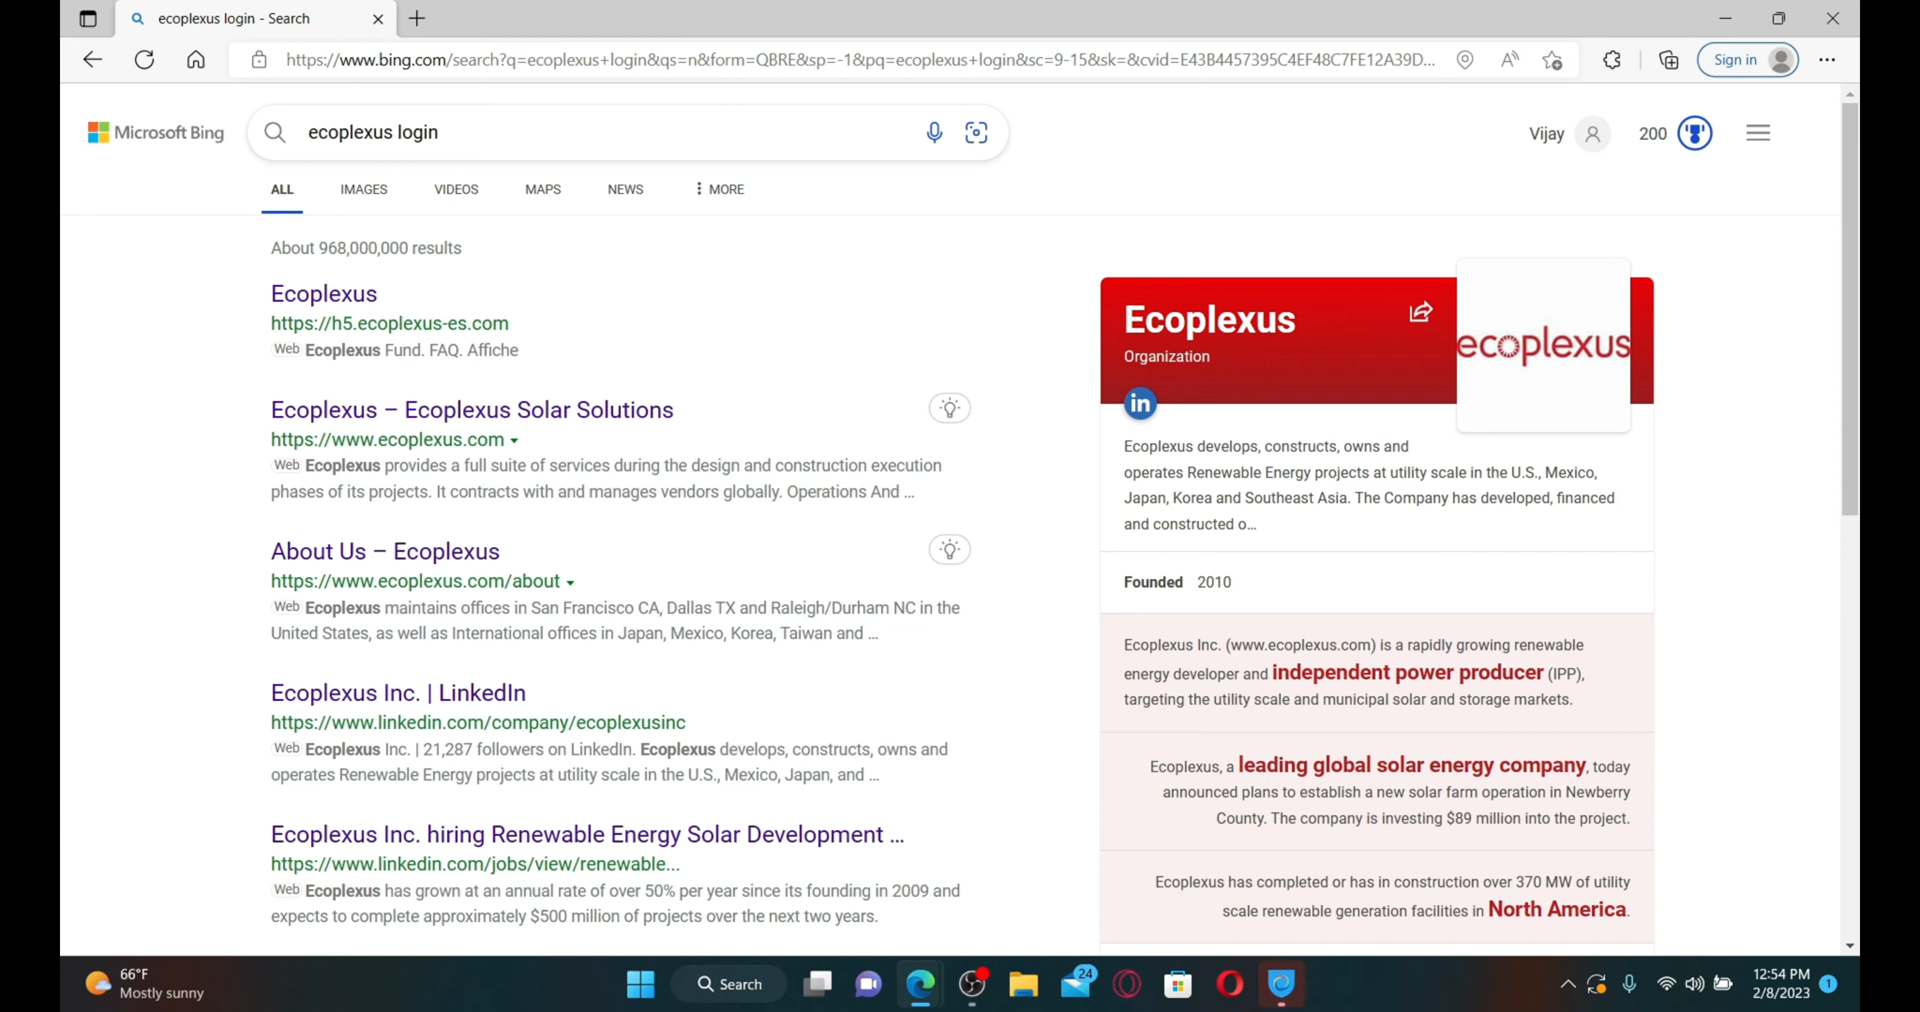 ecoplexus login - Search
https://www.bing.com/search?q=ecoplexus+login&qs=n&form=QBRE&sp=-1&pq=ecoplexus+login&sc=9-15&sk=&cvid=E43B4457395C4EF48C7FE12A39D...
Sign in
Microsoft Bing
ecoplexus login
Vijay
200
ALL
IMAGES
VIDEOS
MAPS
NEWS
MORE
About 968,000,000 results
Ecoplexus
https://h5.ecoplexus-es.com
Web Ecoplexus Fund. FAQ. Affiche
Ecoplexus – Ecoplexus Solar Solutions
https://www.ecoplexus.com
Web Ecoplexus provides a full suite of services during the design and construction execution
phases of its projects. It contracts with and manages vendors globally. Operations And ...
About Us – Ecoplexus
https://www.ecoplexus.com/about
Web Ecoplexus maintains offices in San Francisco CA, Dallas TX and Raleigh/Durham NC in the
United States, as well as International offices in Japan, Mexico, Korea, Taiwan and ...
Ecoplexus Inc. | LinkedIn
https://www.linkedin.com/company/ecoplexusinc
Web Ecoplexus Inc. | 21,287 followers on LinkedIn. Ecoplexus develops, constructs, owns and
operates Renewable Energy projects at utility scale in the U.S., Mexico, Japan, and ...
Ecoplexus Inc. hiring Renewable Energy Solar Development ...
https://www.linkedin.com/jobs/view/renewable...
Web Ecoplexus has grown at an annual rate of over 50% per year since its founding in 2009 and
expects to complete approximately $500 million of projects over the next two years.
Ecoplexus
Organization
ecoplexus
in
Ecoplexus develops, constructs, owns and
operates Renewable Energy projects at utility scale in the U.S., Mexico,
Japan, Korea and Southeast Asia. The Company has developed, financed
and constructed o...
Founded 2010
Ecoplexus Inc. (www.ecoplexus.com) is a rapidly growing renewable
energy developer and independent power producer (IPP),
targeting the utility scale and municipal solar and storage markets.
Ecoplexus, a leading global solar energy company, today
announced plans to establish a new solar farm operation in Newberry
County. The company is investing $89 million into the project.
Ecoplexus has completed or has in construction over 370 MW of utility
scale renewable generation facilities in North America.
66°F
Mostly sunny
Search
24
12:54 PM
2/8/2023
1